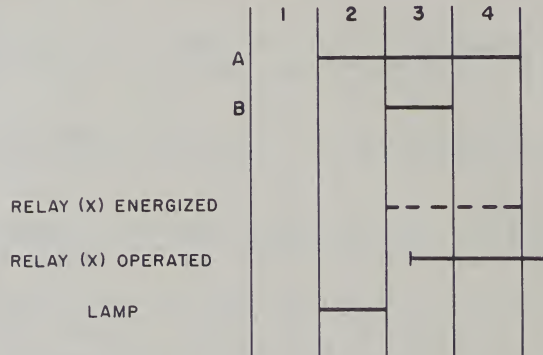 1 2 3 4
A
B
RELAY (X) ENERGIZED
RELAY (X) OPERATED
LAMP